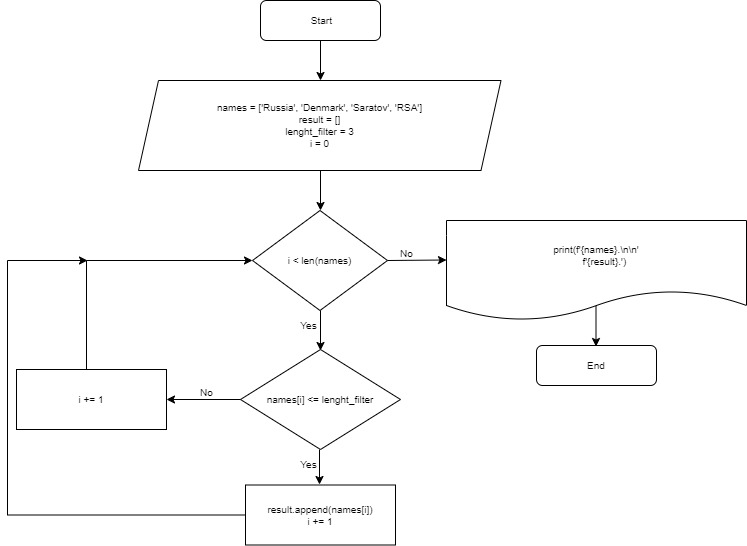 Start
names = ['Russia', 'Denmark', 'Saratov', 'RSA']
result = []
lenght_filter = 3
i = 0
i < len(names)
No
print(f'{names}.\n\n'
f'{result}.')
Yes
End
names[i] <= lenght_filter
No
i += 1
Yes
result.append(names[i])
i += 1